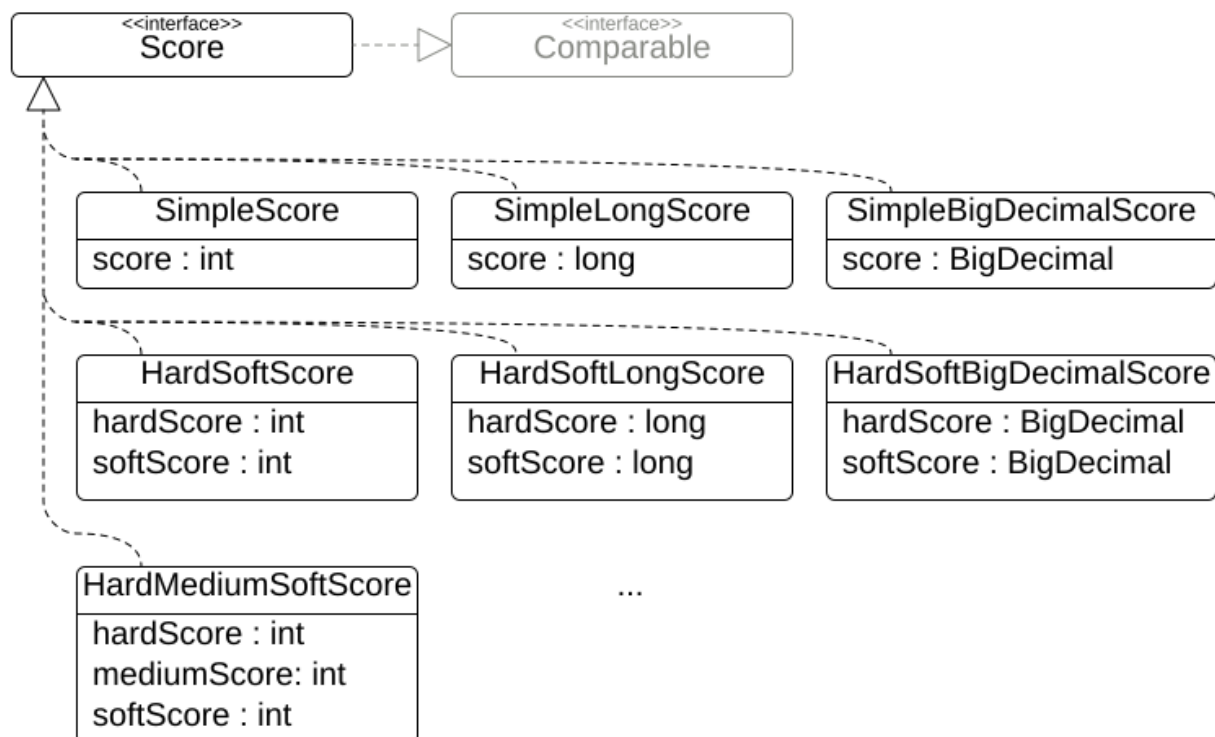 <<interface>>
Score
<<interface>>
Comparable
SimpleScore
score : int
SimpleLongScore
score : long
SimpleBigDecimalScore
score : BigDecimal
HardSoftScore
hardScore : int
softScore : int
HardSoftLongScore
hardScore : long
softScore : long
HardSoftBigDecimalScore
hardScore : BigDecimal
softScore : BigDecimal
HardMediumSoftScore
hardScore : int
mediumScore: int
softScore : int
...